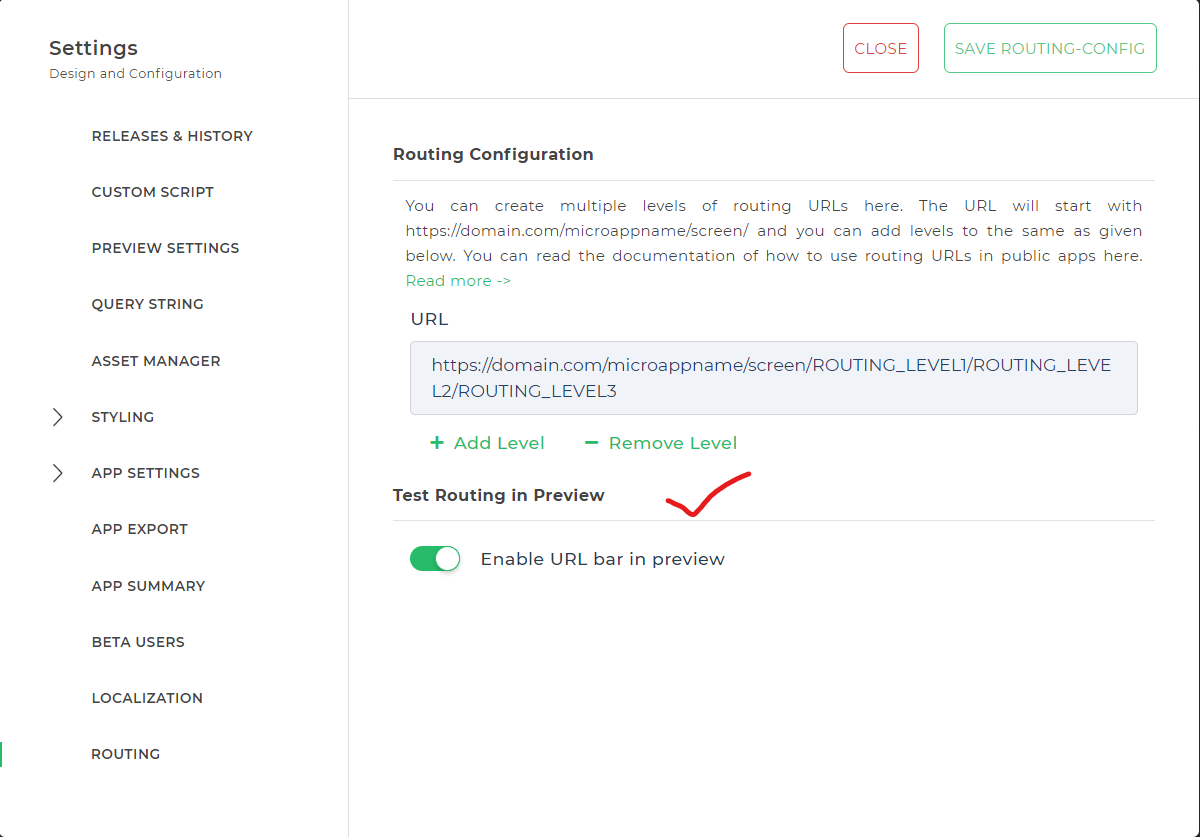 Settings
Design and Configuration
RELEASES & HISTORY
CUSTOM SCRIPT
PREVIEW SETTINGS
QUERY STRING
ASSET MANAGER
STYLING
APP SETTINGS
APP EXPORT
APP SUMMARY
BETA USERS
LOCALIZATION
ROUTING
CLOSE
SAVE ROUTING-CONFIG
Routing Configuration
You can create multiple levels of routing URLs here. The URL will start with
https://domain.com/microappname/screen/ and you can add levels to the same as given
below. You can read the documentation of how to use routing URLs in public apps here.
Read more ->
URL
https://domain.com/microappname/screen/ROUTING_LEVEL1/ROUTING_LEVE
L2/ROUTING_LEVEL3
+ Add Level
− Remove Level
Test Routing in Preview
Enable URL bar in preview